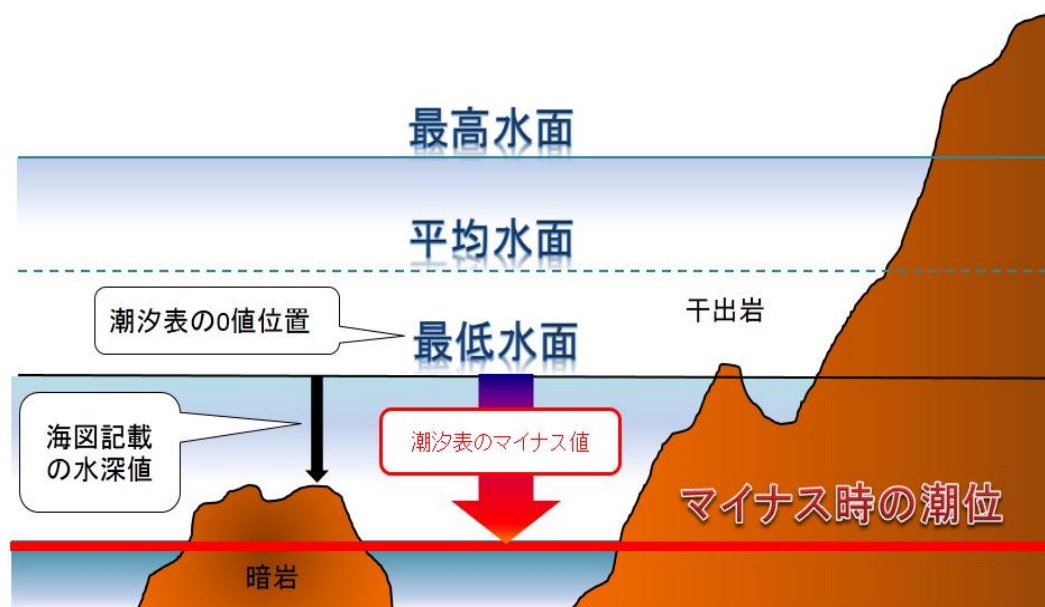 最高水面
平均水面
潮汐表の0値位置
最低水面
干出岩
海図記載
の水深値
潮汐表のマイナス値
マイナス時の潮位
暗岩